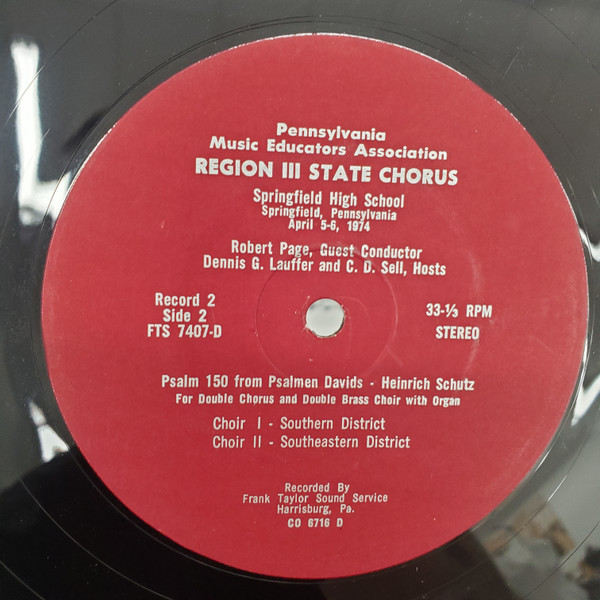 Pennsylvania
Music Educators Association
REGION III STATE CHORUS
Springfield High School
Springfield, Pennsylvania
April 5-6, 1974
Robert Page, Guest Conductor
Dennis G. Lauffer and C. D. Sell, Hosts
Record 2
Side 2
FTS 7407-D
33-⅓ RPM
STEREO
Psalm 150 from Psalmen Davids - Heinrich Schutz
For Double Chorus and Double Brass Choir with Organ
Choir I - Southern District
Choir II - Southeastern District
Recorded By
Frank Taylor Sound Service
Harrisburg, Pa.
CO 6716 D